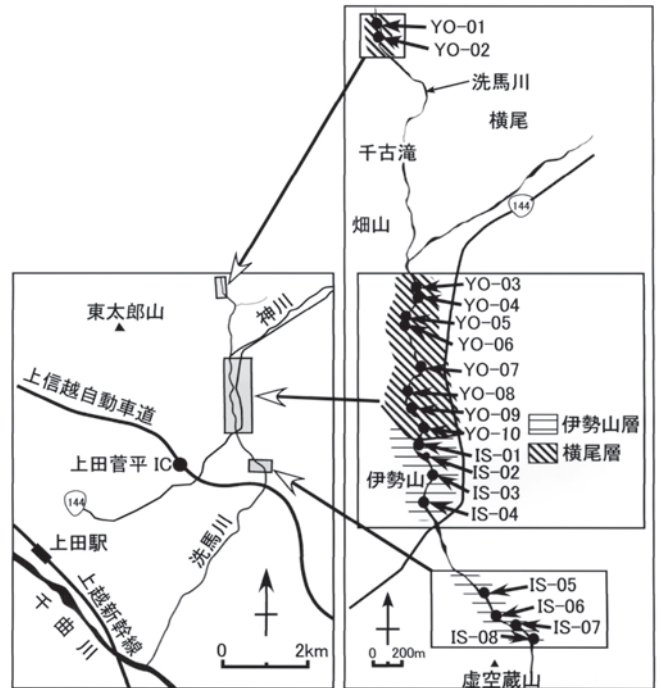 YO-01
YO-02
洗馬川
横尾
千古滝
144
畑山
YO-03
YO-04
YO-05
YO-06
YO-07
YO-08
YO-09
YO-10
IS-01
IS-02
IS-03
IS-04
伊勢山層
横尾層
伊勢山
IS-05
IS-06
IS-07
IS-08
虚空蔵山
0 200m
東太郎山
神川
上信越自動車道
上田菅平 IC
144
上田駅
洗馬川
上越新幹線
千曲川
0 2km